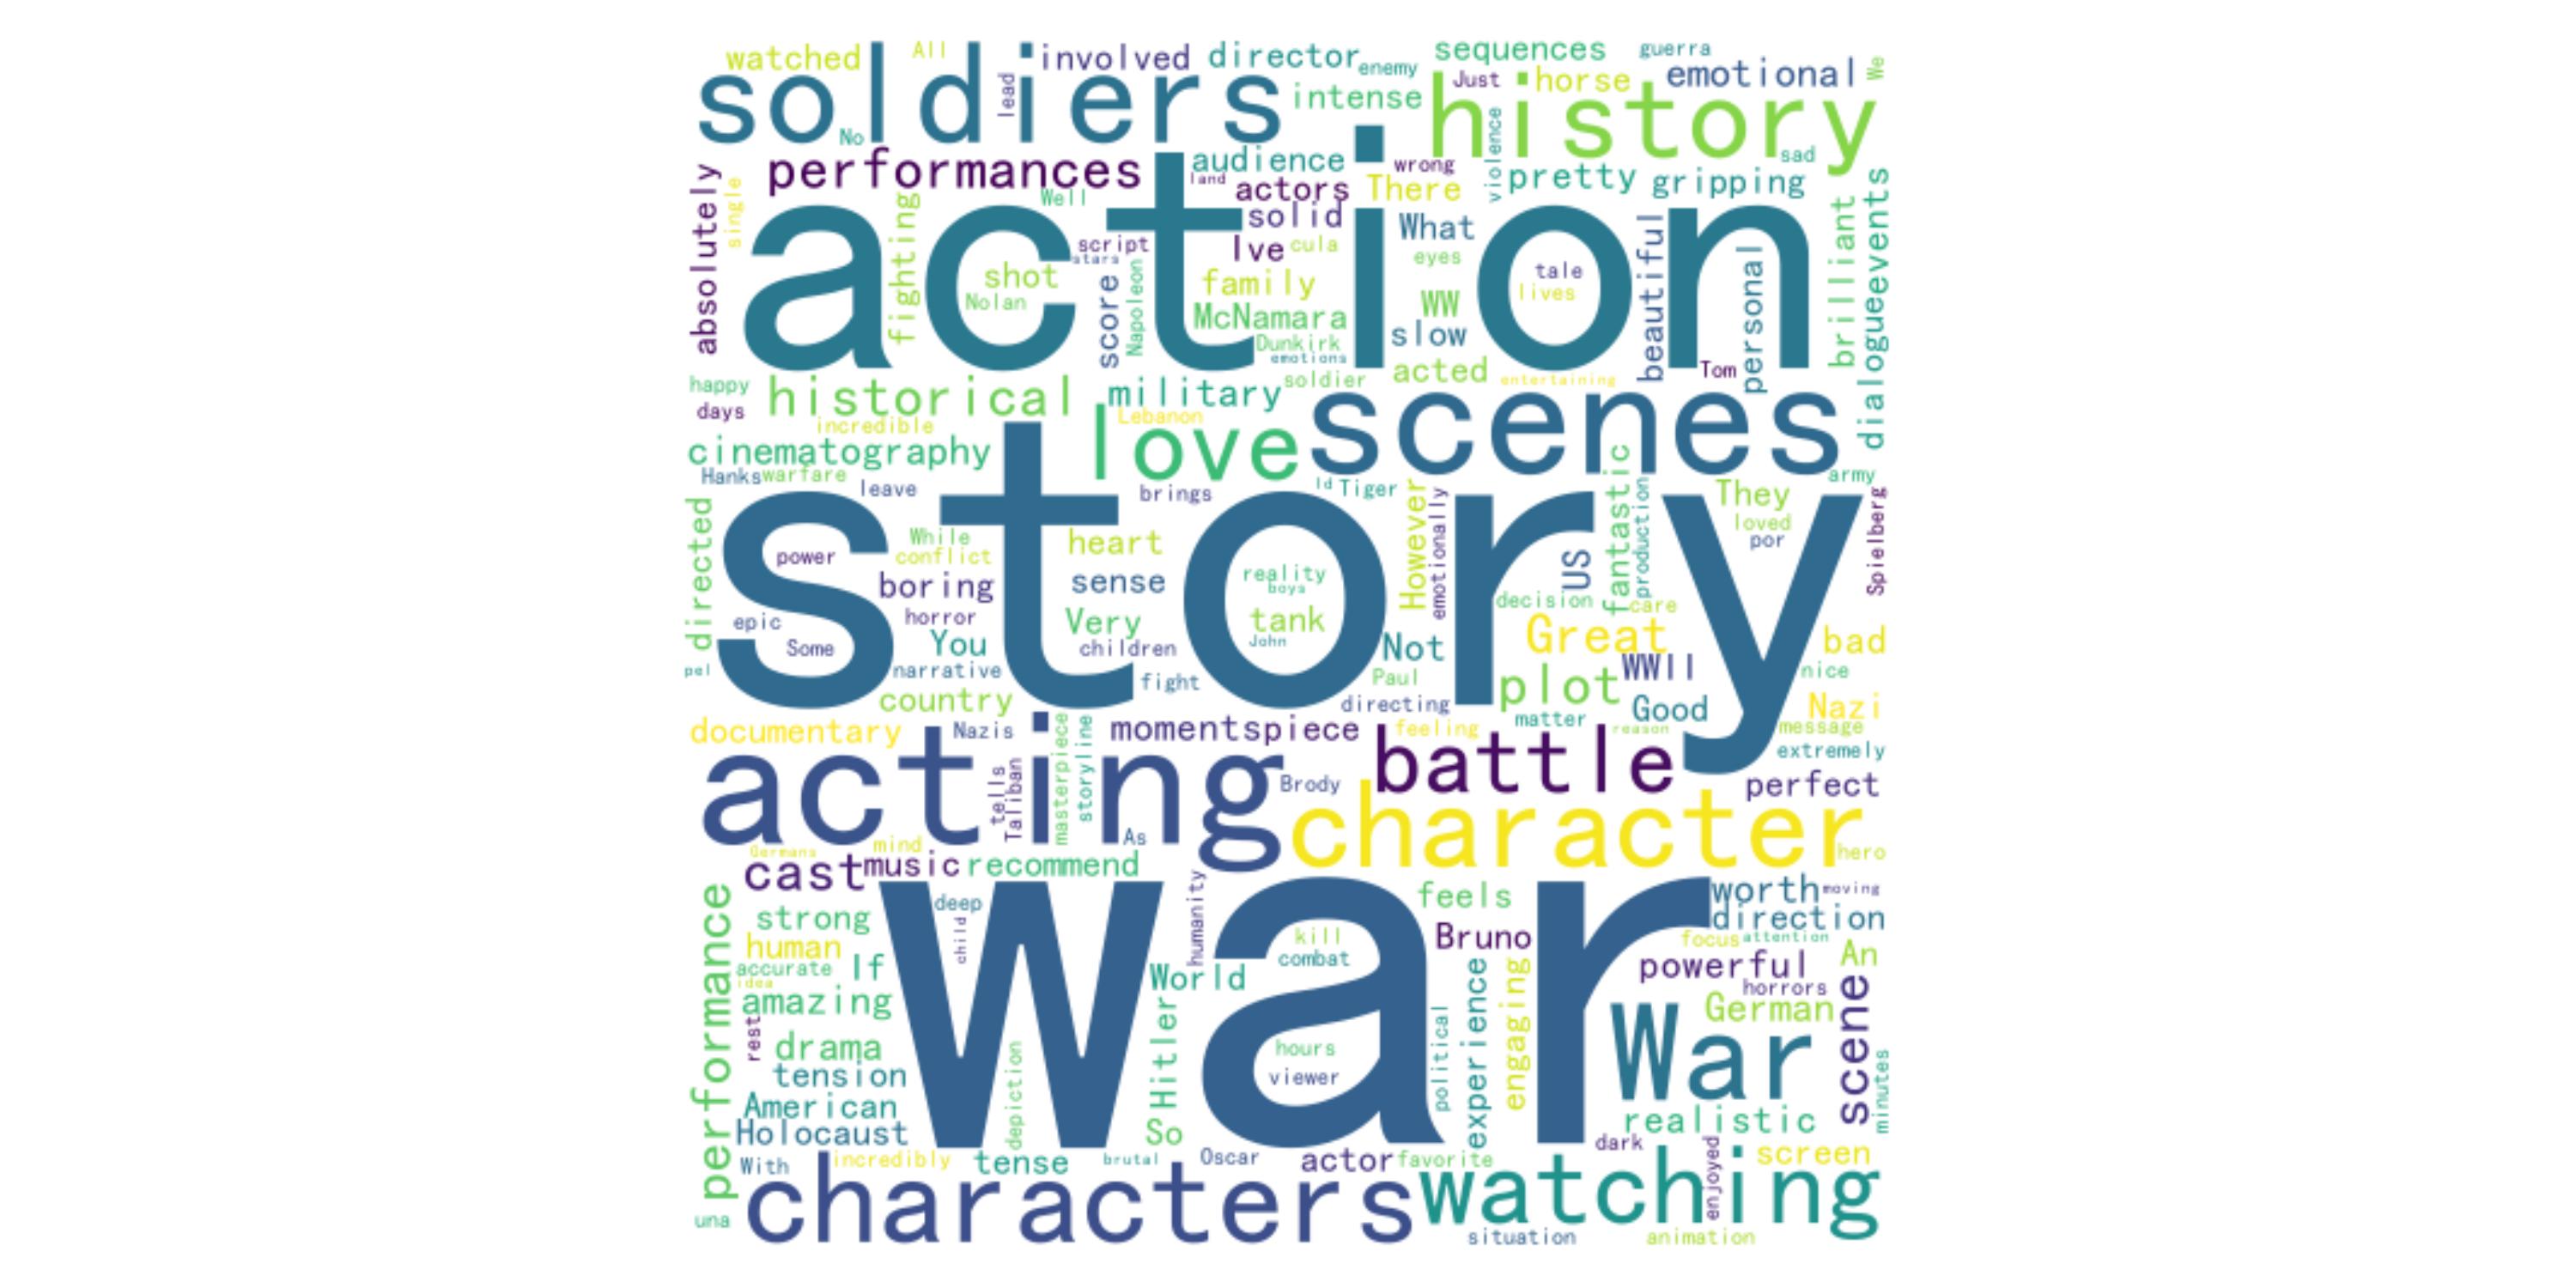 watched All involved director enemy sequences guerra We
soldiers lead intense Just horse emotional
No history violence sad
absolutely single performances Well audience land actors wrong There pretty gripping
action fighting script stars solid Ive cula What eyes tale lives beautiful personal brilliant events
shot Nolan score Napoleon family McNamara Dunkirk emotions WW slow acted Tom dialogue
happy days historical military soldier entertaining
incredible Lebanon love scenes
cinematography fantastic
Hanks warfare leave brings ld Tiger However emotionally production They army Spielberg
story directed While conflict heart reality boys US loved por
power boring sense tank decision care
epic horror Very John Great bad
Some You children Not WWII nice
pel narrative fight Paul plot
country directing Good Nazi
documentary Nazis masterpiece storyline moments piece feeling matter reason message
acting tells Taliban As Brody battle extremely perfect
Germans mind character hero
cast music recommend
war deep child humanity feels worth moving
performance strong kill Bruno direction
human combat focus attention An
accurate If World powerful scene
idea amazing Hitler political experience engaging horrors German
rest drama depiction hours War minutes
tension viewer
American realistic
Holocaust So dark enjoyed screen
With incredibly tense brutal Oscar actor favorite
una characters watching
situation animation